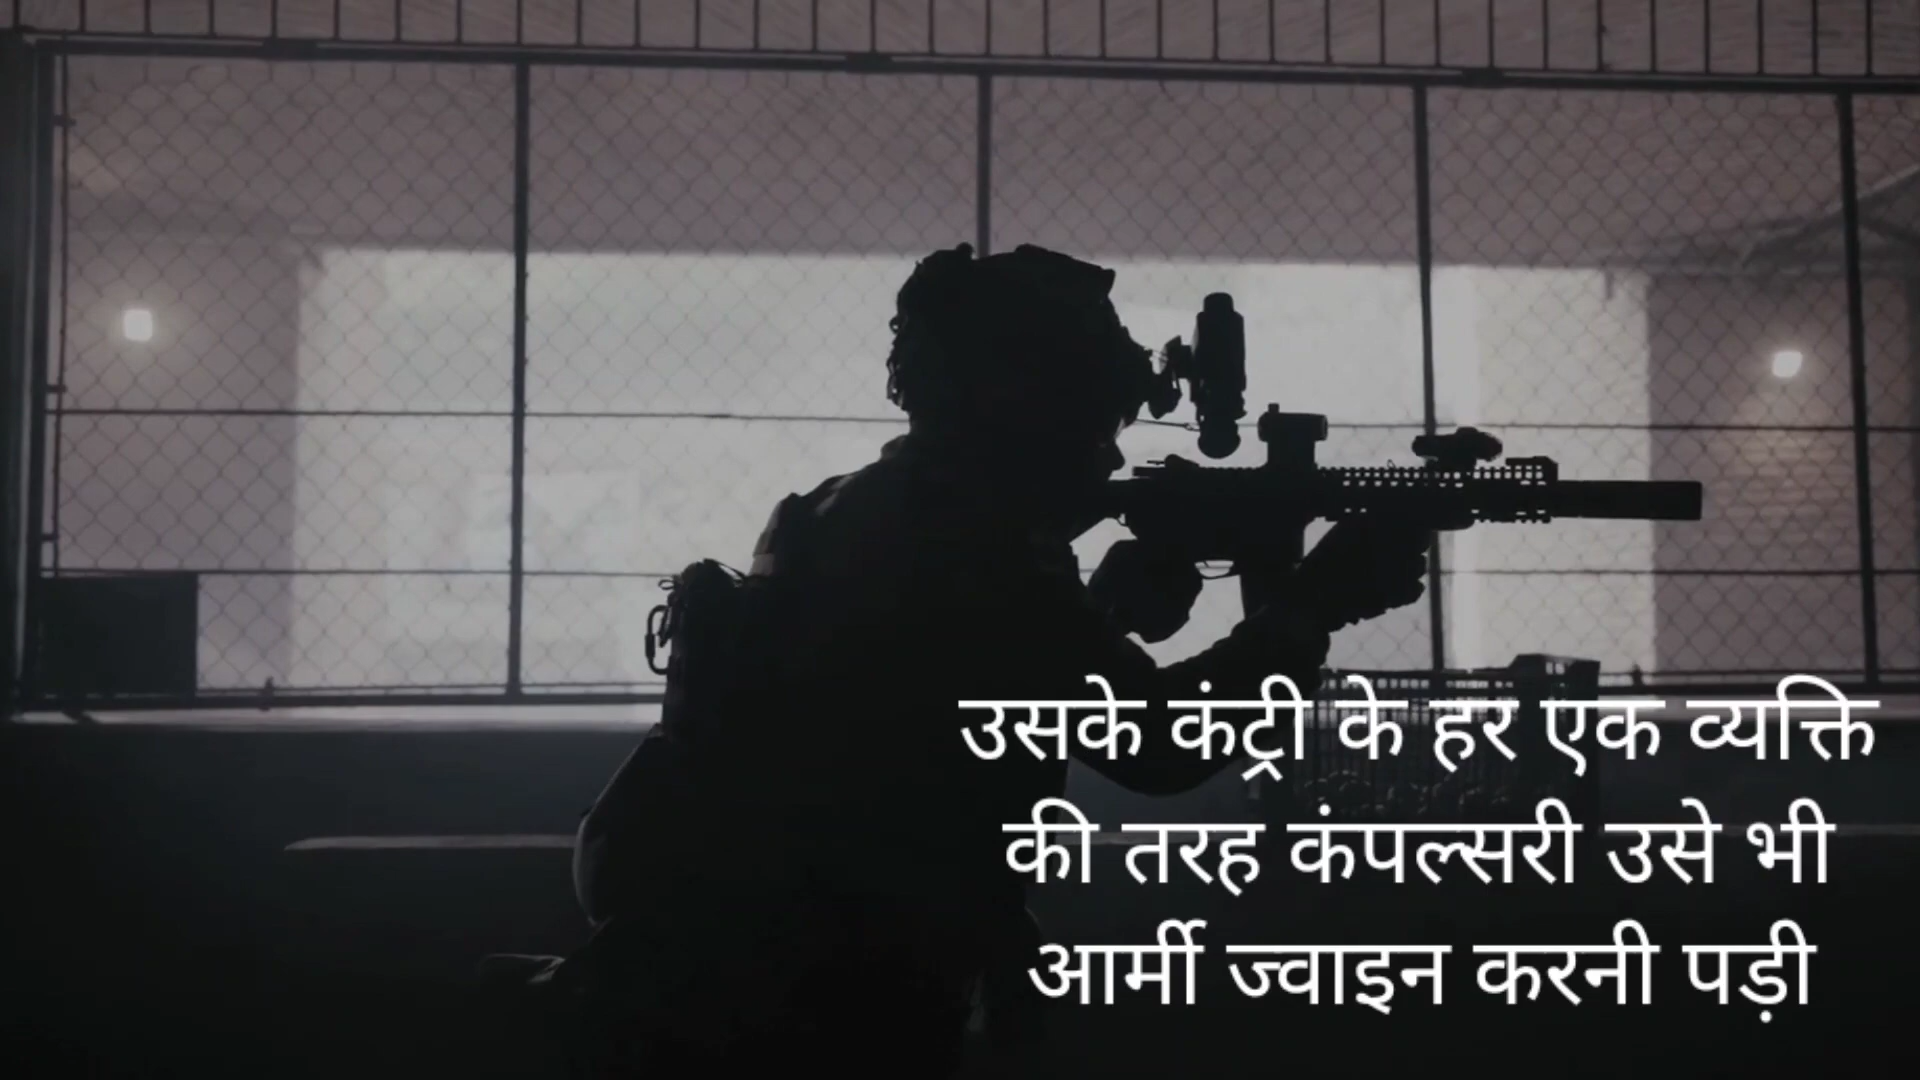 उसके कंट्री के हर एक व्यक्ति
की तरह कंपल्सरी उसे भी
आर्मी ज्वाइन करनी पड़ी